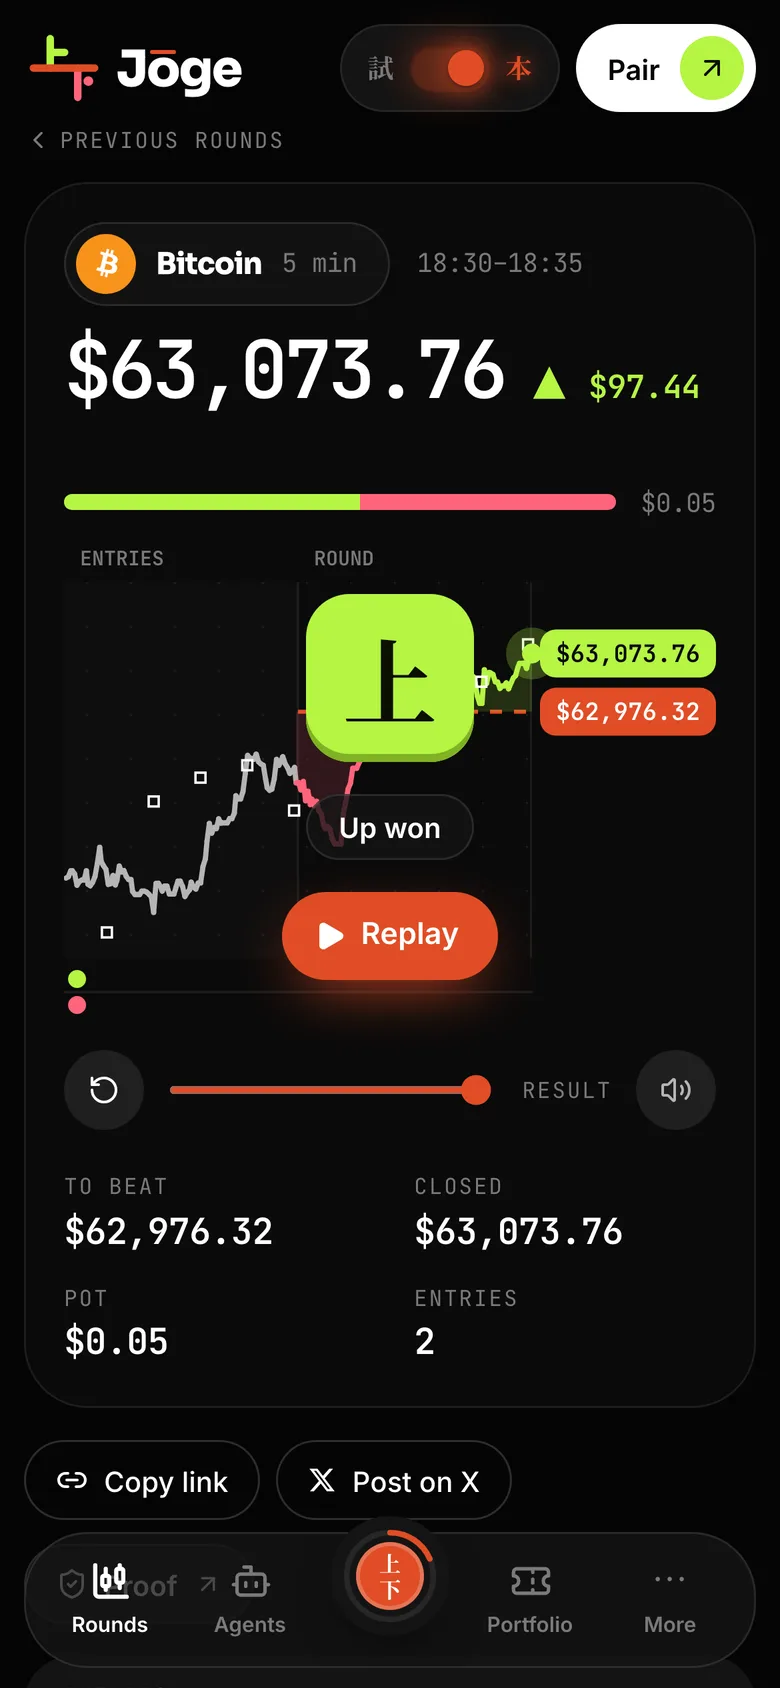 Jōge
試 本
Pair
PREVIOUS ROUNDS
Bitcoin 5 min 18:30–18:35
$63,073.76 ▲ $97.44
$0.05
ENTRIES ROUND
上
$63,073.76
$62,976.32
Up won
Replay
RESULT
TO BEAT CLOSED
$62,976.32 $63,073.76
POT ENTRIES
$0.05 2
Copy link Post on X
Proof
上
下
Rounds Agents Portfolio More